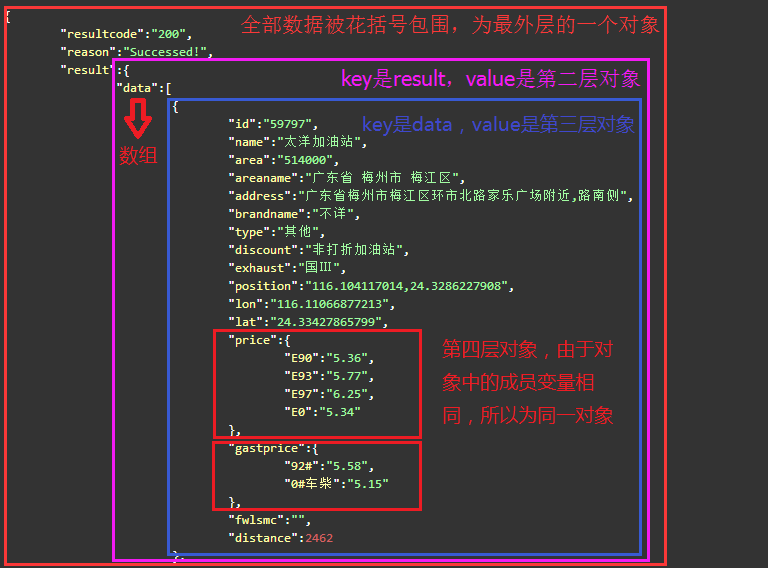 {
全部数据被花括号包围，为最外层的一个对象
"resultcode":"200",
"reason":"Successed!",
"result":{
key是result，value是第二层对象
"data":[
{
数组
key是data，value是第三层对象
"id":"59797",
"name":"太洋加油站",
"area":"514000",
"areaname":"广东省 梅州市 梅江区",
"address":"广东省梅州市梅江区环市北路家乐广场附近,路南侧",
"brandname":"不详",
"type":"其他",
"discount":"非打折加油站",
"exhaust":"国Ⅲ",
"position":"116.104117014,24.3286227908",
"lon":"116.11066877213",
"lat":"24.33427865799",
"price":{
"E90":"5.36",
"E93":"5.77",
"E97":"6.25",
"E0":"5.34"
},
第四层对象，由于对
象中的成员变量相
同，所以为同一对象
"gastprice":{
"92#":"5.58",
"0#车柴":"5.15"
},
"fwlsmc":"",
"distance":2462
},